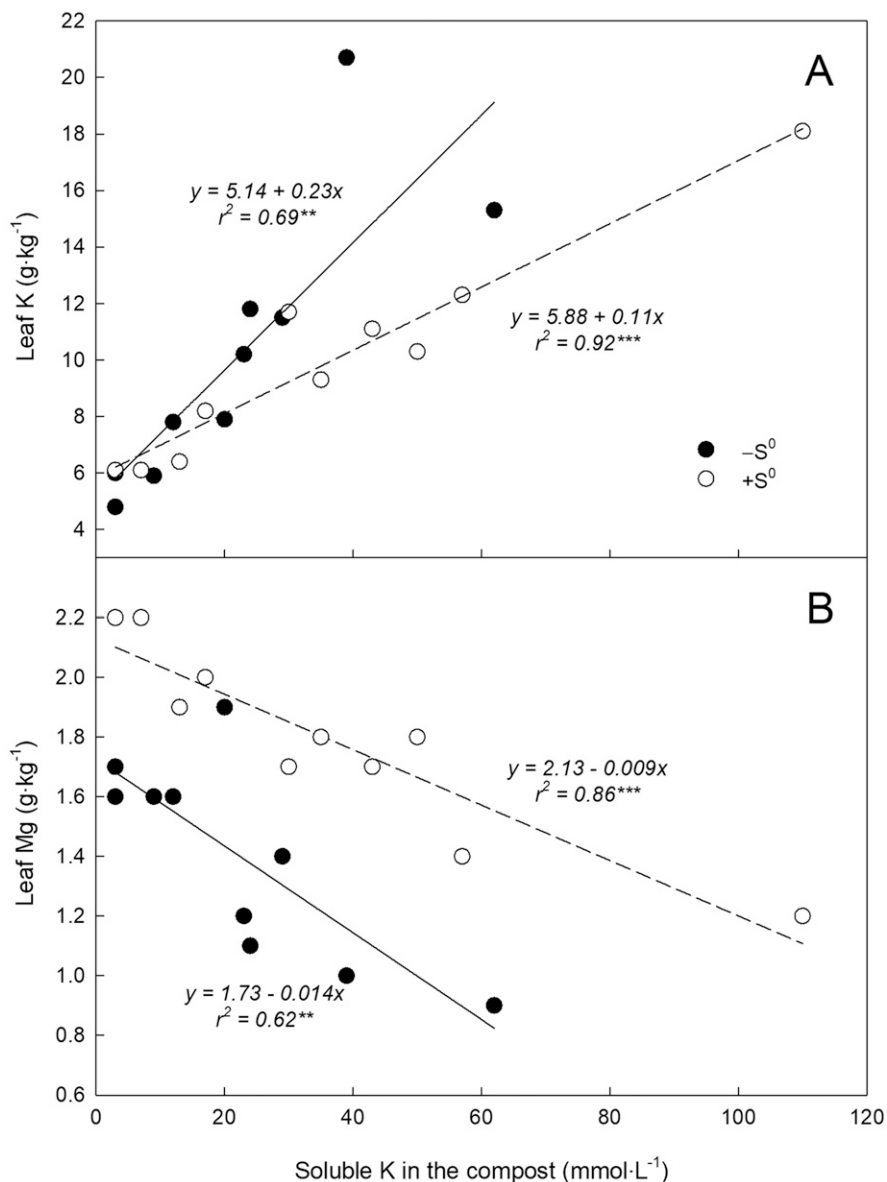 22
20
18
16
14
12
10
8
6
4
Leaf K (g·kg⁻¹)
A
y = 5.14 + 0.23x
r² = 0.69**
y = 5.88 + 0.11x
r² = 0.92***
–S⁰
+S⁰
2.2
2.0
1.8
1.6
1.4
1.2
1.0
0.8
0.6
Leaf Mg (g·kg⁻¹)
B
y = 2.13 - 0.009x
r² = 0.86***
y = 1.73 - 0.014x
r² = 0.62**
0 20 40 60 80 100 120
Soluble K in the compost (mmol·L⁻¹)